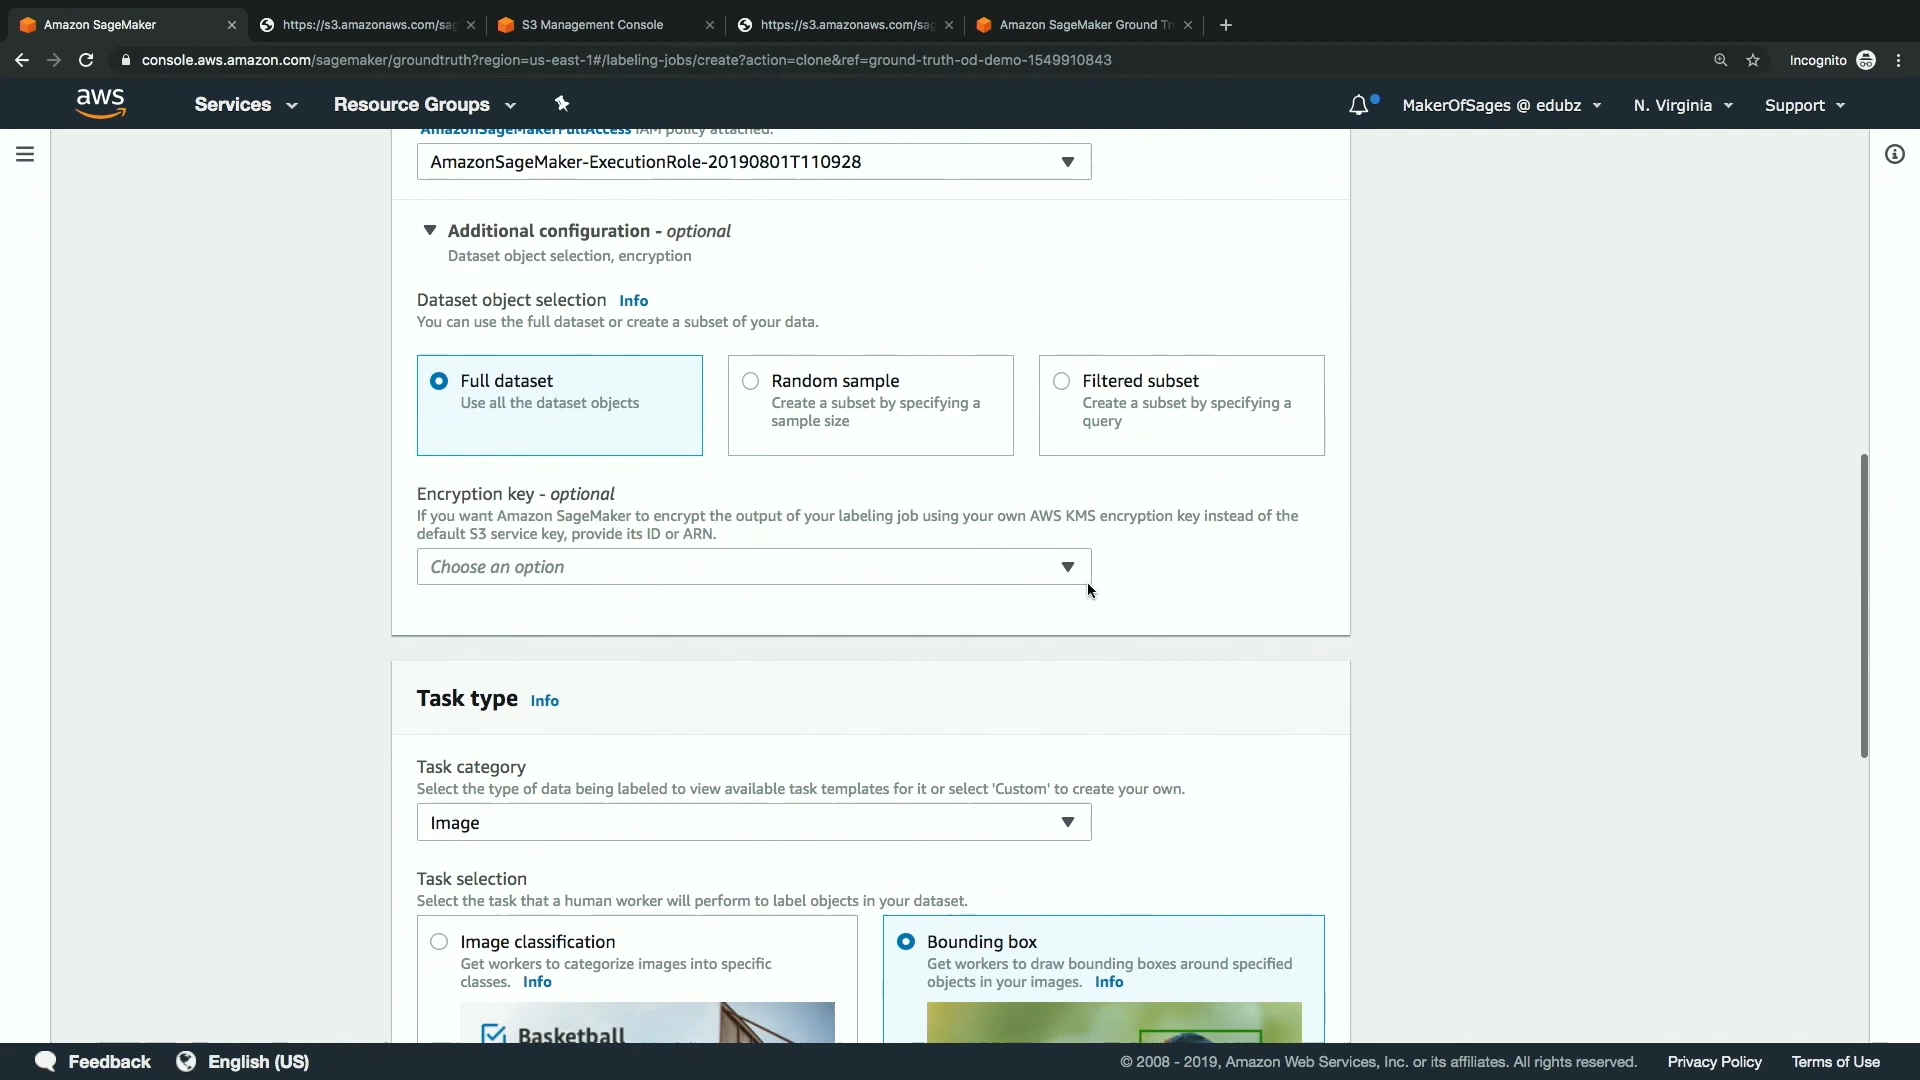 Amazon SageMaker
https://s3.amazonaws.com/sag
S3 Management Console
https://s3.amazonaws.com/sag
Amazon SageMaker Ground Tr
console.aws.amazon.com/sagemaker/groundtruth?region=us-east-1#/labeling-jobs/create?action=clone&ref=ground-truth-od-demo-1549910843
Incognito
aws
Services
Resource Groups
MakerOfSages @ edubz
N. Virginia
Support
AmazonSageMakerFullAccess IAM policy attached.
AmazonSageMaker-ExecutionRole-20190801T110928
Additional configuration - optional
Dataset object selection, encryption
Dataset object selection Info
You can use the full dataset or create a subset of your data.
Full dataset
Use all the dataset objects
Random sample
Create a subset by specifying a
sample size
Filtered subset
Create a subset by specifying a
query
Encryption key - optional
If you want Amazon SageMaker to encrypt the output of your labeling job using your own AWS KMS encryption key instead of the
default S3 service key, provide its ID or ARN.
Choose an option
Task type Info
Task category
Select the type of data being labeled to view available task templates for it or select 'Custom' to create your own.
Image
Task selection
Select the task that a human worker will perform to label objects in your dataset.
Image classification
Get workers to categorize images into specific
classes. Info
Basketball
Bounding box
Get workers to draw bounding boxes around specified
objects in your images. Info
Feedback
English (US)
© 2008 - 2019, Amazon Web Services, Inc. or its affiliates. All rights reserved.
Privacy Policy
Terms of Use